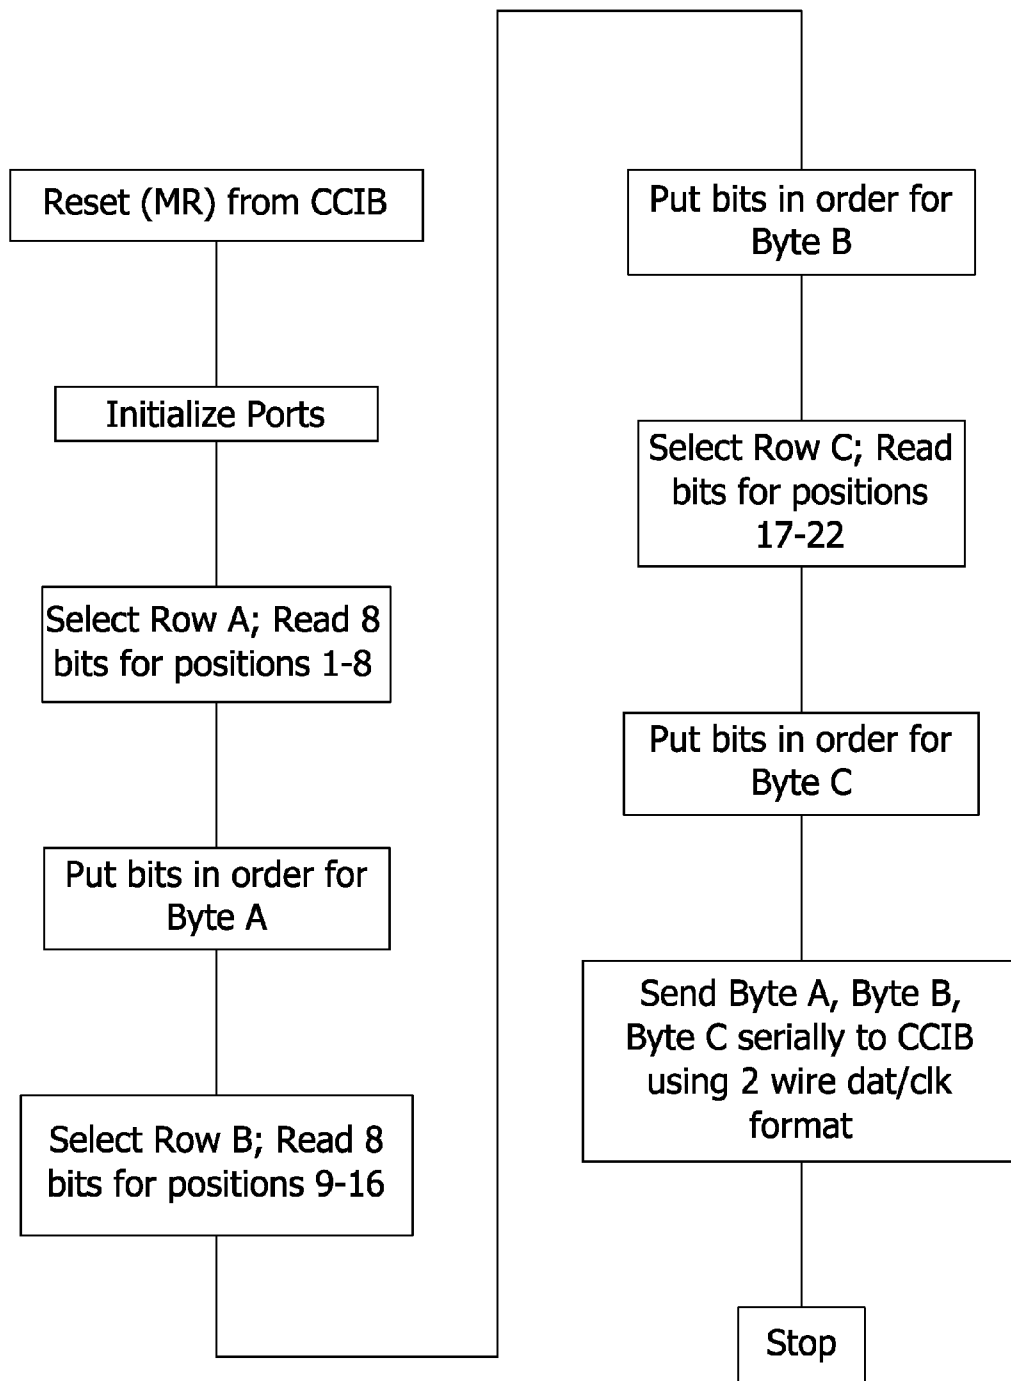 Reset (MR) from CCIB
Initialize Ports
Select Row A; Read 8
bits for positions 1-8
Put bits in order for
Byte A
Select Row B; Read 8
bits for positions 9-16
Put bits in order for
Byte B
Select Row C; Read
bits for positions
17-22
Put bits in order for
Byte C
Send Byte A, Byte B,
Byte C serially to CCIB
using 2 wire dat/clk
format
Stop